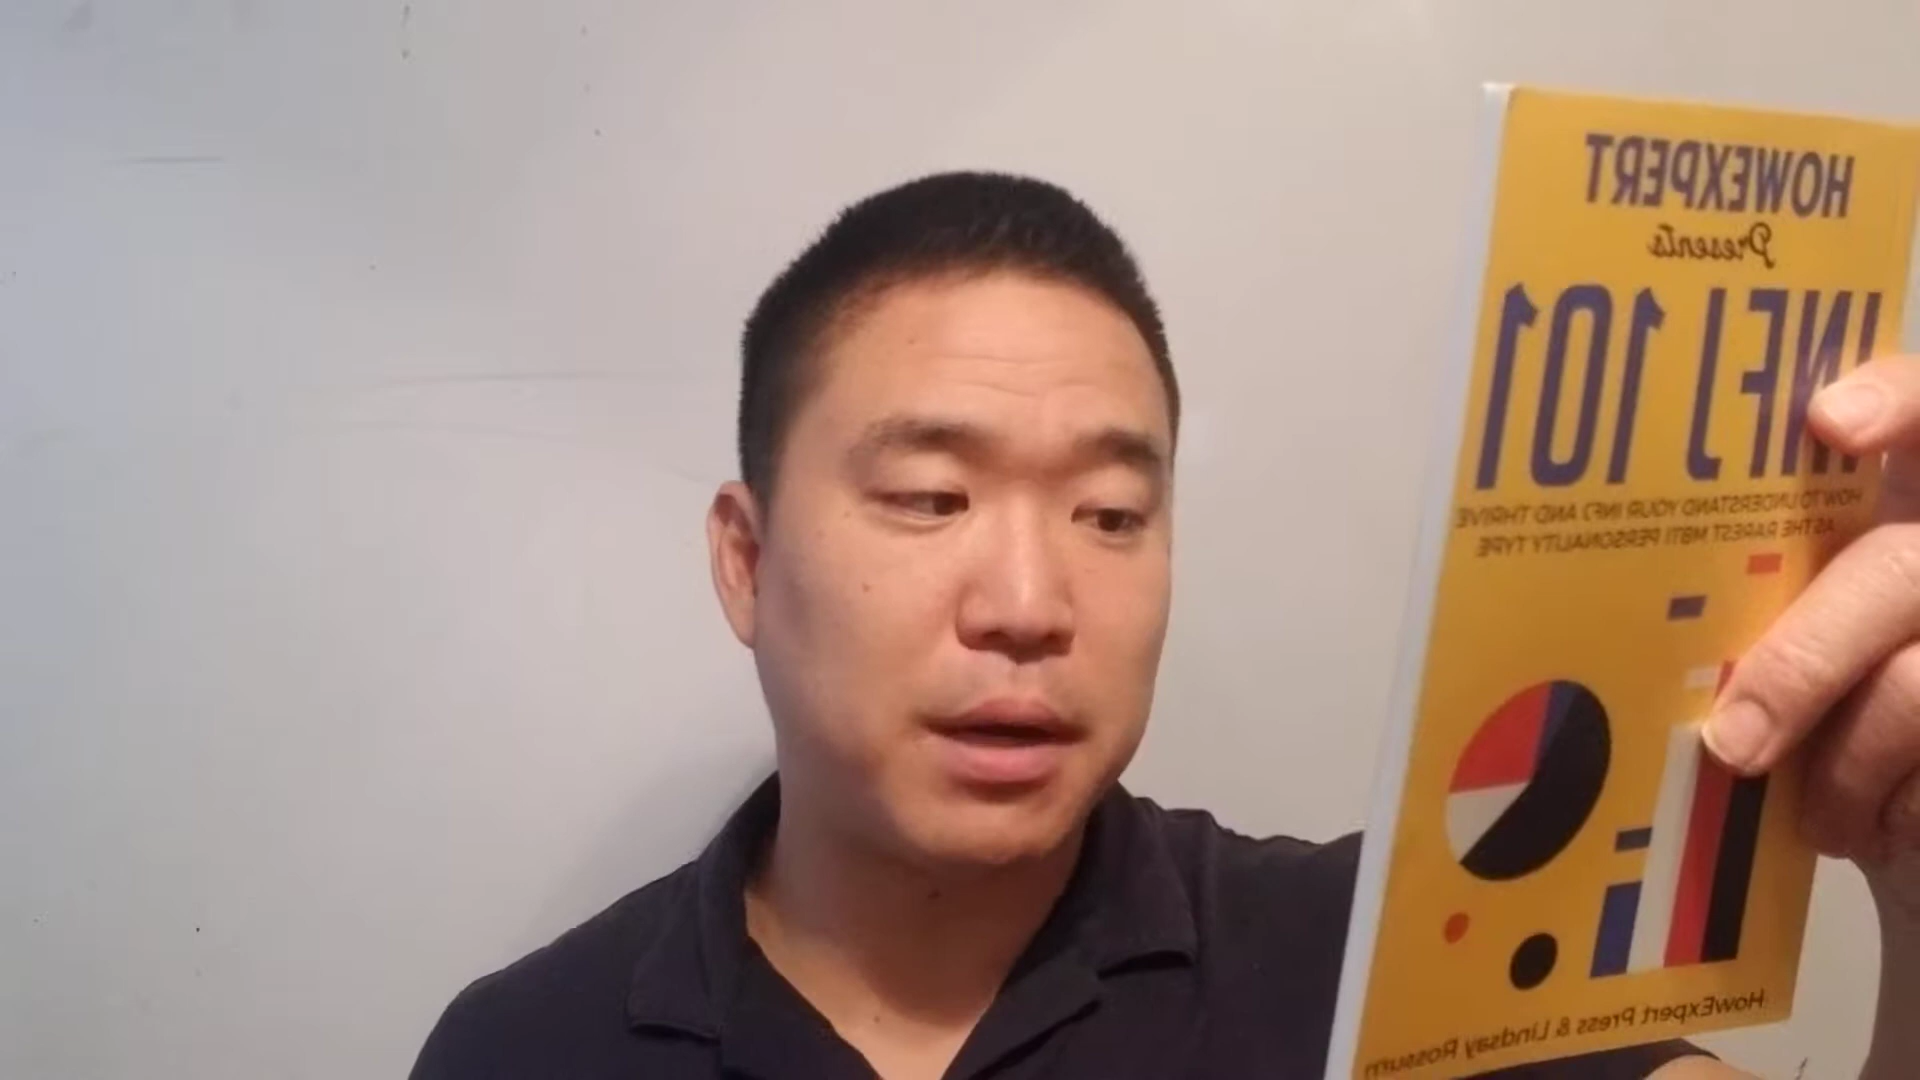 HOWEXPERT
Presents
INFJ 101
HOW TO UNDERSTAND YOUR INFJ AND THRIVE
AS THE RAREST MBTI PERSONALITY TYPE
HowExpert Press & Lindsay Rossum